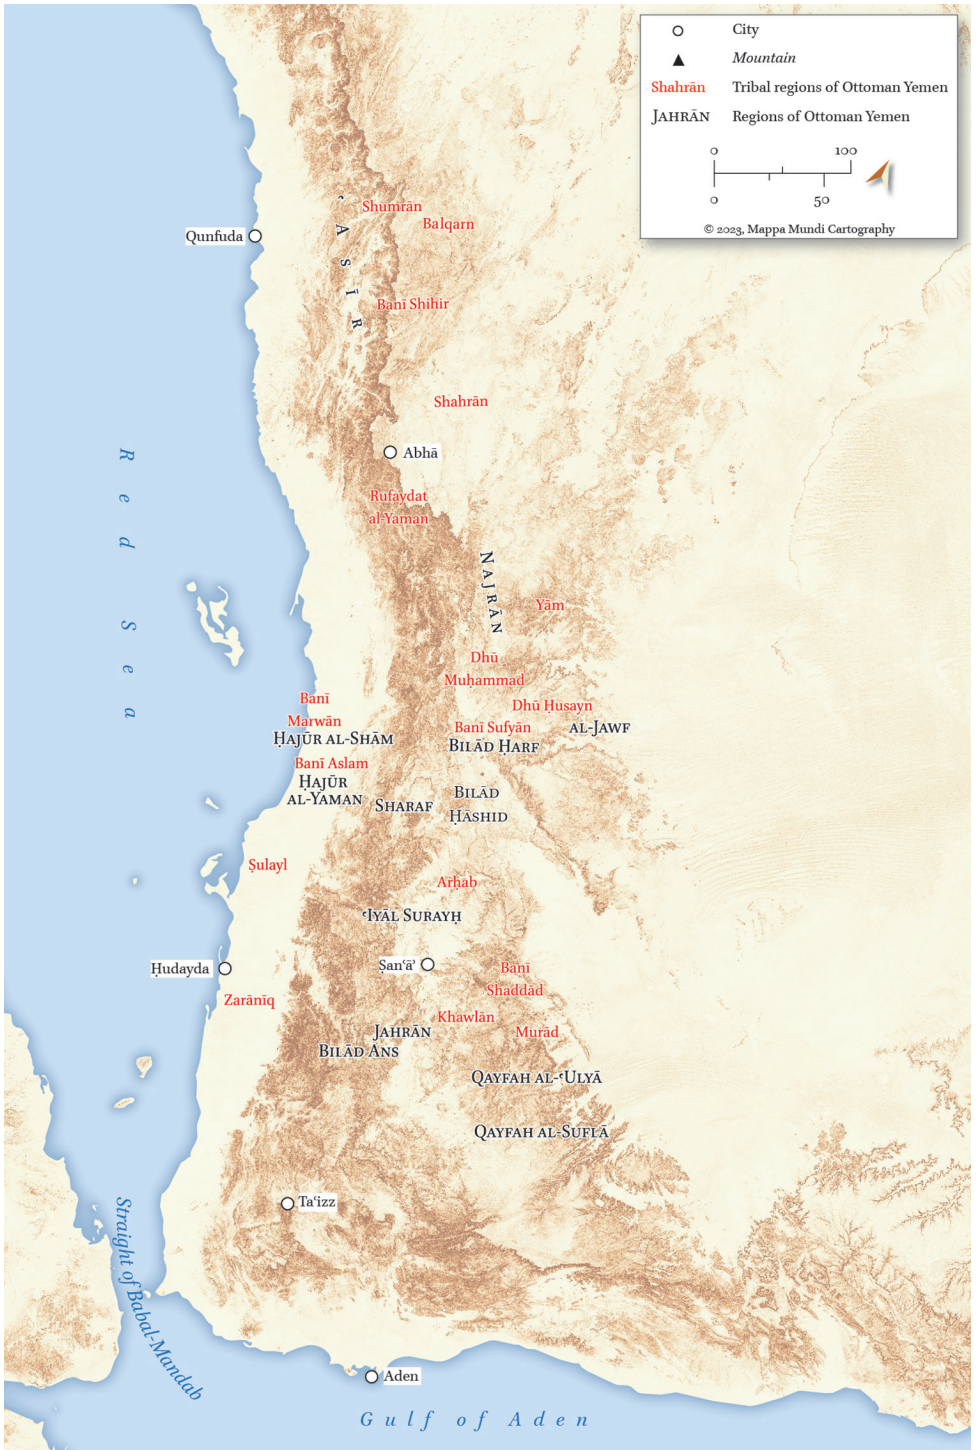 City
Mountain
Shahrān Tribal regions of Ottoman Yemen
Jahrān Regions of Ottoman Yemen
0 100
0 50
© 2023, Mappa Mundi Cartography
Shumrān
Balqarn
Qunfuda
ʿAsīr
Banī Shihir
Shahrān
Abhā
Red Sea
Rufaydat
al-Yaman
Najrān
Yām
Dhū
Muḥammad
Banī
Marwān
Dhū Ḥusayn
Banī Sufyān
al-Jawf
Ḥajūr al-Shām
Bilād Ḥarf
Banī Aslam
Ḥajūr
al-Yaman
Bilād
Ḥāshid
Sharaf
Ṣulayl
Arḥab
ʿIyāl Surayḥ
Ḥudayda
Ṣanʿāʾ
Banī
Shaddād
Zarānīq
Khawlān
Jahrān
Murād
Bilād Ans
Qayfah al-ʿUlyā
Qayfah al-Suflā
Taʿizz
Straight of Babal-Mandab
Aden
Gulf of Aden